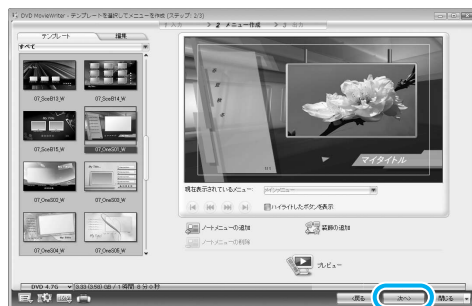 DVD MovieWriter - テンプレートを選択してメニューを作成 (ステップ: 2/3)
1 入力 > 2 メニュー作成 > 3 出力
テンプレート 編集
すべて
07_SceB13_W 07_SceB14_W
07_SceB15_W 07_OneS01_W
07_OneS02_W 07_OneS03_W
07_OneS04_W 07_OneS05_W
マイタイトル
現在表示されているメニュー: メインメニュー
ハイライトしたボタンを表示
ノートメニューの追加 装飾の追加
ノートメニューの削除
プレビュー
DVD 4.7G
<戻る 次へ> 閉じる